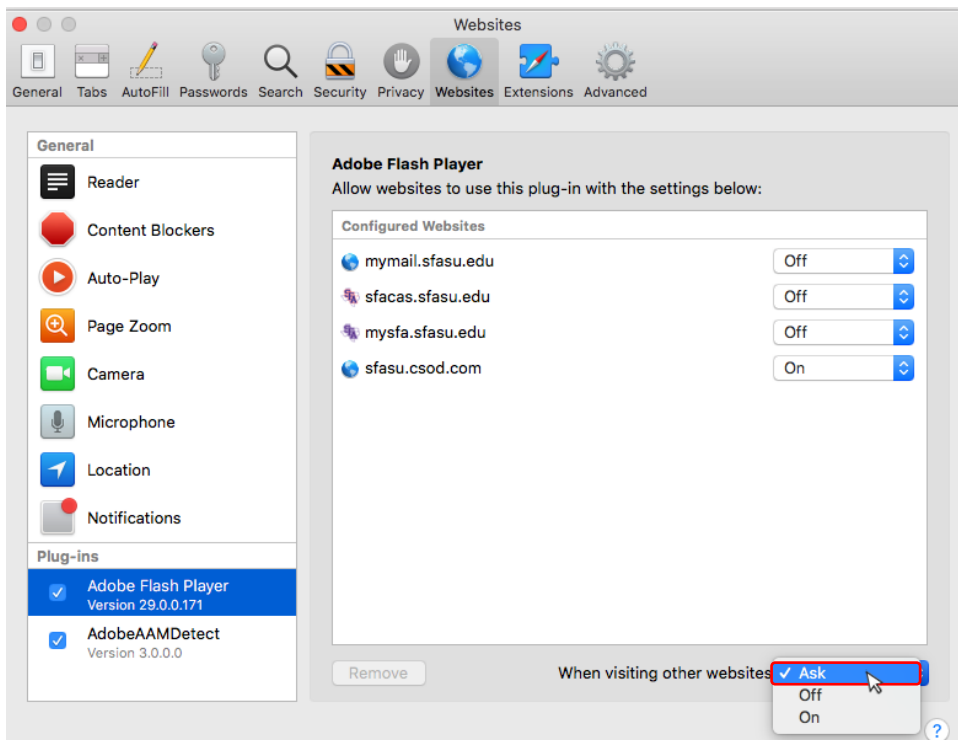 Websites
General Tabs AutoFill Passwords Search Security Privacy Websites Extensions Advanced
General
Reader
Content Blockers
Auto-Play
Page Zoom
Camera
Microphone
Location
Notifications
Plug-ins
Adobe Flash Player
Version 29.0.0.171
AdobeAAMDetect
Version 3.0.0.0
Adobe Flash Player
Allow websites to use this plug-in with the settings below:
Configured Websites
mymail.sfasu.edu Off
sfacas.sfasu.edu Off
mysfa.sfasu.edu Off
sfasu.csod.com On
Remove When visiting other websites ✓ Ask
Off
On
?